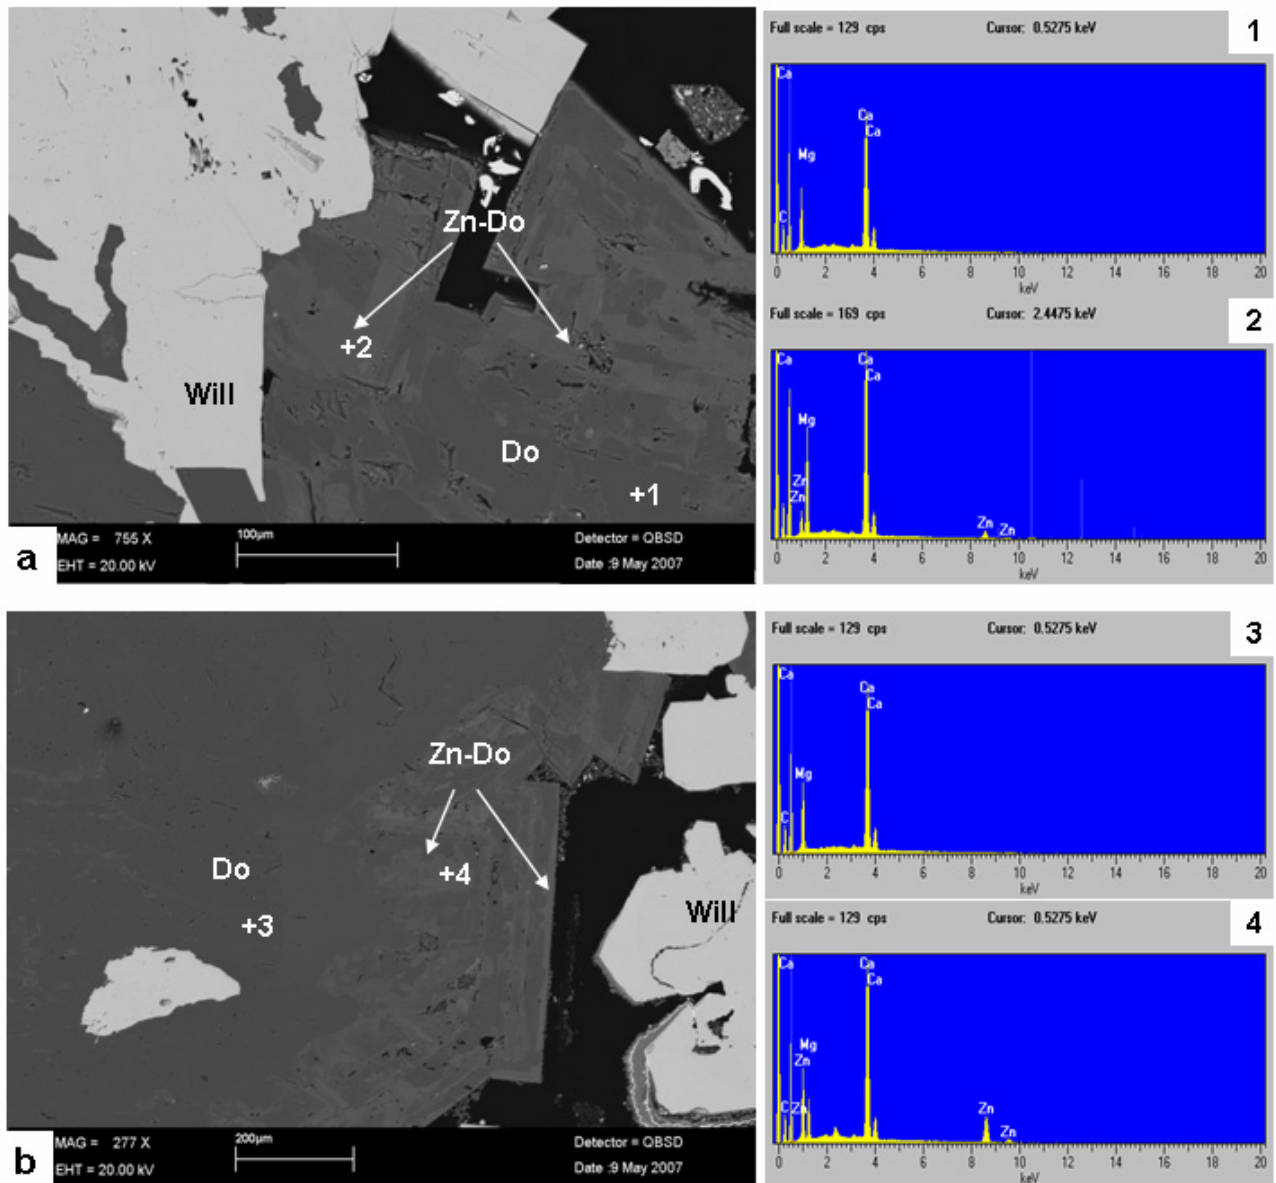 Zn-Do
+2
Will
Do
+1
a
MAG = 755 X
EHT = 20.00 kV
100µm
Detector = QBSD
Date :9 May 2007
Full scale = 129 cps
Cursor: 0.5275 keV
1
Ca
Ca
Ca
Mg
C
0 2 4 6 8 10 12 14 16 18 20
keV
Full scale = 169 cps
Cursor: 2.4475 keV
2
Ca
Ca
Ca
Mg
Zn
Zn
Zn
Zn
0 2 4 6 8 10 12 14 16 18 20
keV
Zn-Do
Do
+4
+3
Will
b
MAG = 277 X
EHT = 20.00 kV
200µm
Detector = QBSD
Date :9 May 2007
Full scale = 129 cps
Cursor: 0.5275 keV
3
Ca
Ca
Ca
Mg
C
0 2 4 6 8 10 12 14 16 18 20
keV
Full scale = 129 cps
Cursor: 0.5275 keV
4
Ca
Ca
Ca
Mg
Zn
C Zn
Zn
Zn
0 2 4 6 8 10 12 14 16 18 20
keV